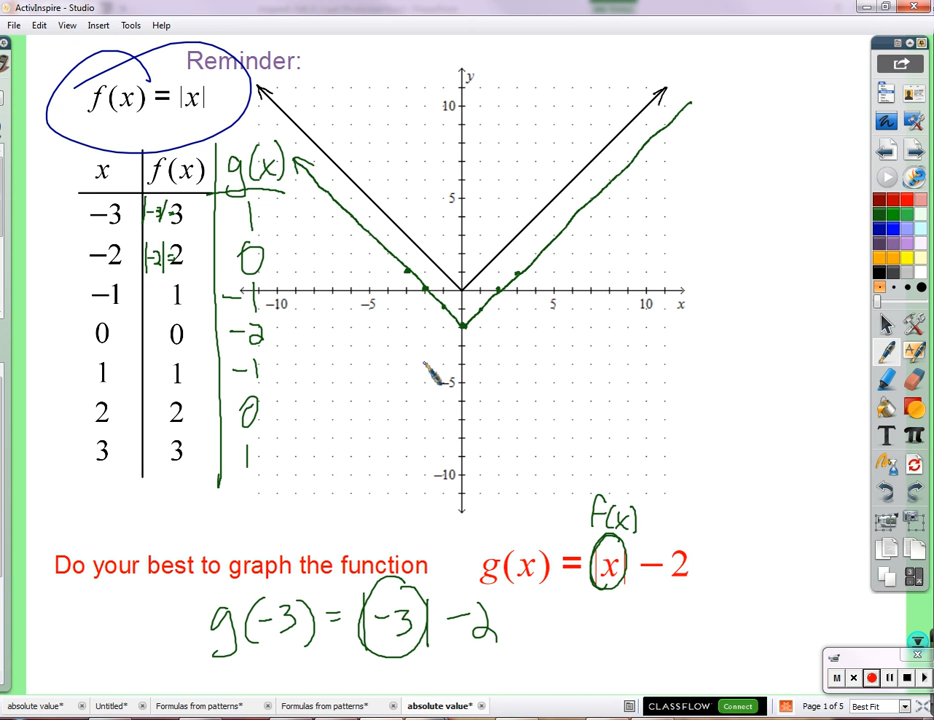 ActivInspire - Studio
File Edit View Insert Tools
Reminder:
f(x) = |x|
x f(x) g(x)
−3 |-3|= 3 1
−2 |-2|= 2 0
−1 1 -1
0 0 -2
1 1 -1
2 2 0
3 3 1
y
10
5
−10 −5 5 10 x
−5
−10
f(x)
Do your best to graph the function g(x) = |x| − 2
g(-3) = |-3| -2
M
absolute value* Untitled* Formulas from patterns* Formulas from patterns* absolute value* CLASSFLOW Connect Page 1 of 5 Best Fit